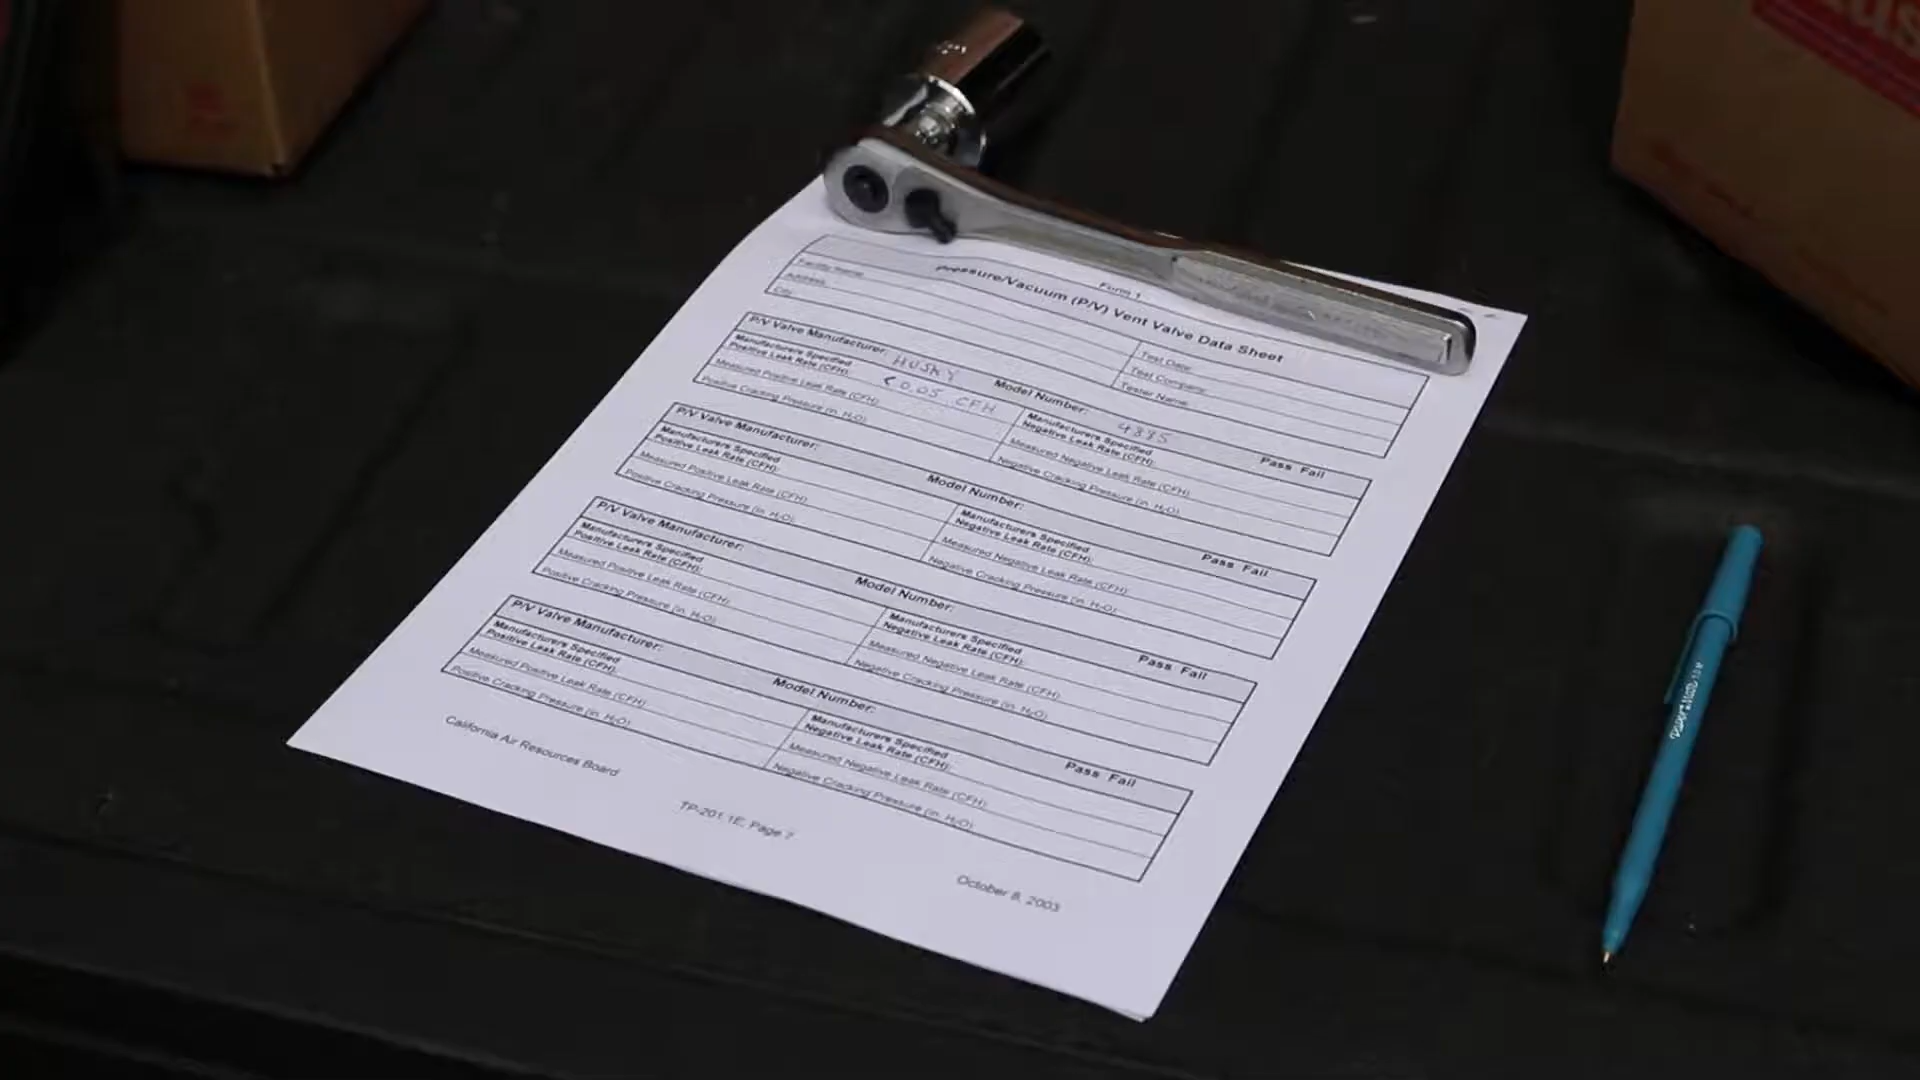 Form 1
Pressure/Vacuum (P/V) Vent Valve Data Sheet
Facility Name
Address
City
Test Date
Test Company
Tester Name
P/V Valve Manufacturer: HUSKY Model Number: 4885 Pass Fail
Manufacturers Specified
Positive Leak Rate (CFH): <0.05 CFH
Manufacturers Specified
Negative Leak Rate (CFH):
Measured Positive Leak Rate (CFH)
Measured Negative Leak Rate (CFH)
Positive Cracking Pressure (in. H₂O)
Negative Cracking Pressure (in. H₂O)
P/V Valve Manufacturer: Model Number: Pass Fail
Manufacturers Specified
Positive Leak Rate (CFH):
Manufacturers Specified
Negative Leak Rate (CFH):
Measured Positive Leak Rate (CFH)
Measured Negative Leak Rate (CFH)
Positive Cracking Pressure (in. H₂O)
Negative Cracking Pressure (in. H₂O)
P/V Valve Manufacturer: Model Number: Pass Fail
Manufacturers Specified
Positive Leak Rate (CFH):
Manufacturers Specified
Negative Leak Rate (CFH):
Measured Positive Leak Rate (CFH)
Measured Negative Leak Rate (CFH)
Positive Cracking Pressure (in. H₂O)
Negative Cracking Pressure (in. H₂O)
P/V Valve Manufacturer: Model Number: Pass Fail
Manufacturers Specified
Positive Leak Rate (CFH):
Manufacturers Specified
Negative Leak Rate (CFH):
Measured Positive Leak Rate (CFH)
Measured Negative Leak Rate (CFH)
Positive Cracking Pressure (in. H₂O)
Negative Cracking Pressure (in. H₂O)
California Air Resources Board
TP-201.1E, Page 7
October 8, 2003
PAPER MATE 1.0 M